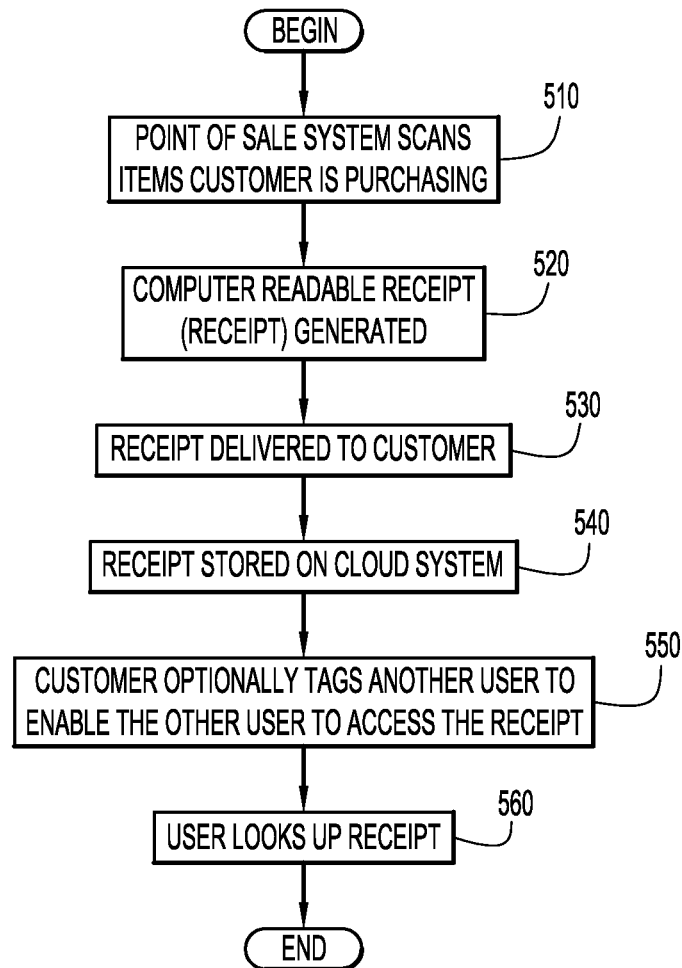 BEGIN
510
POINT OF SALE SYSTEM SCANS
ITEMS CUSTOMER IS PURCHASING
520
COMPUTER READABLE RECEIPT
(RECEIPT) GENERATED
530
RECEIPT DELIVERED TO CUSTOMER
540
RECEIPT STORED ON CLOUD SYSTEM
550
CUSTOMER OPTIONALLY TAGS ANOTHER USER TO
ENABLE THE OTHER USER TO ACCESS THE RECEIPT
560
USER LOOKS UP RECEIPT
END